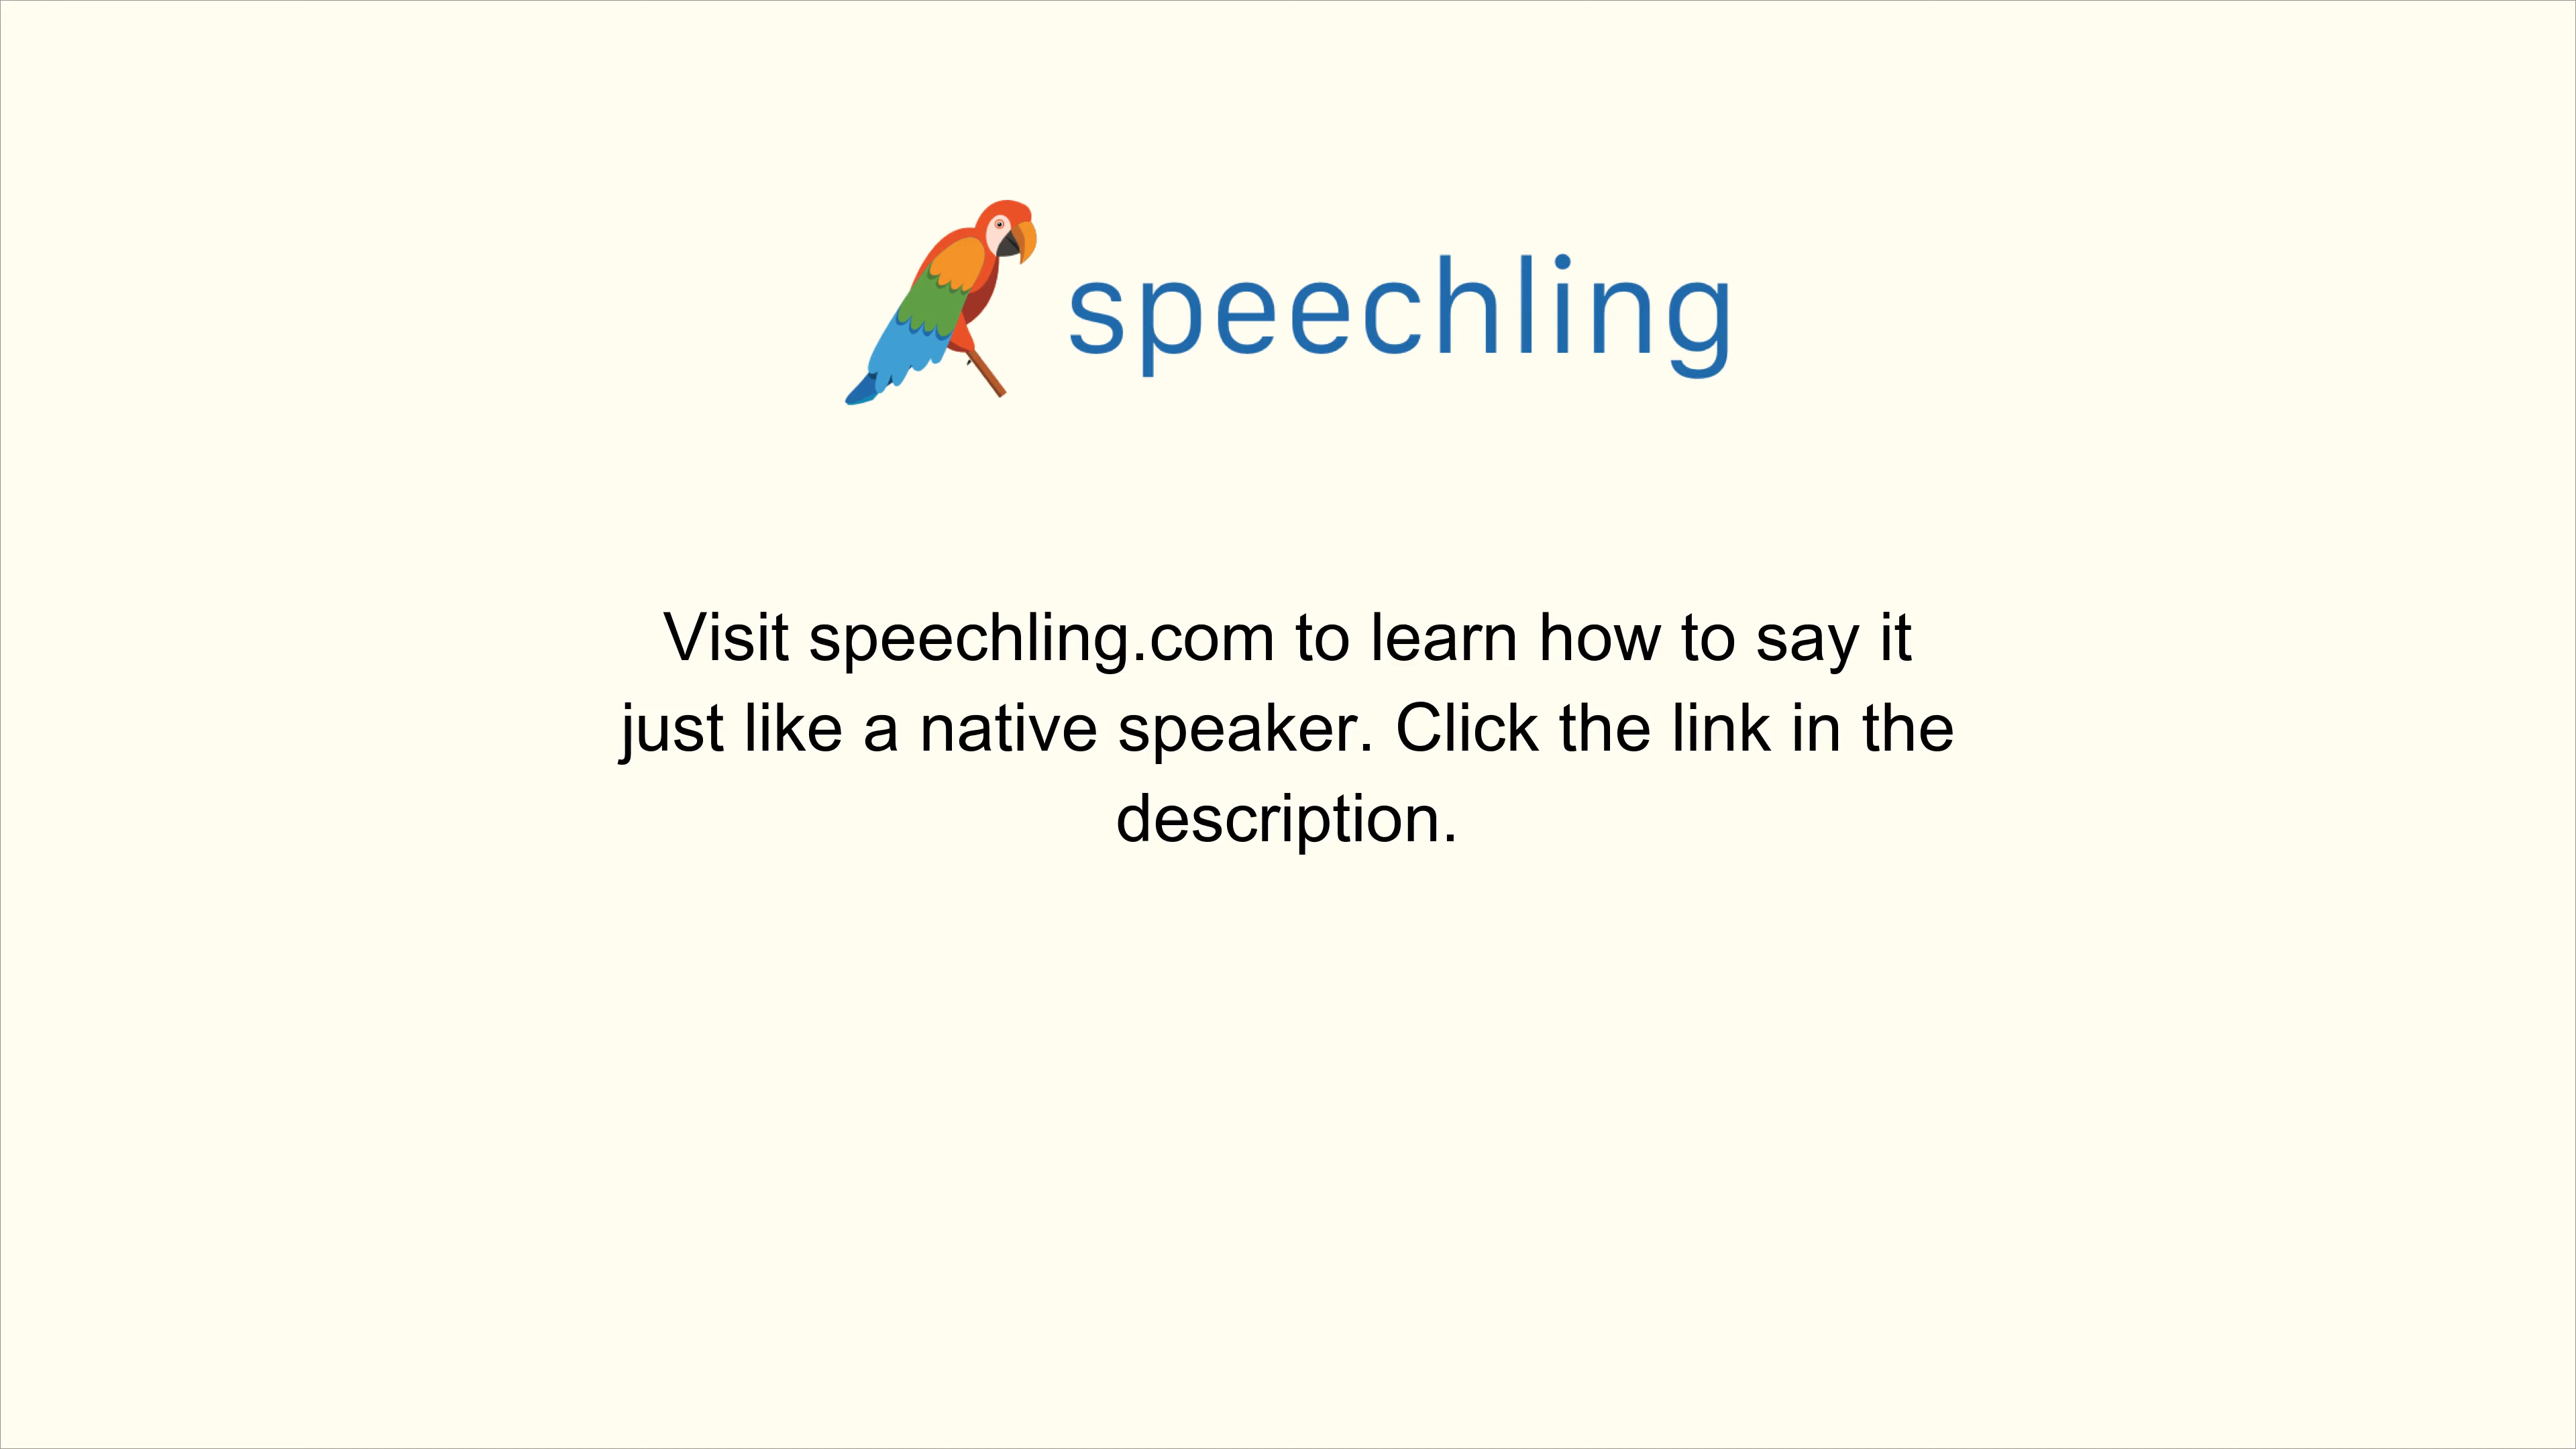 speechling
Visit speechling.com to learn how to say it
just like a native speaker. Click the link in the
description.